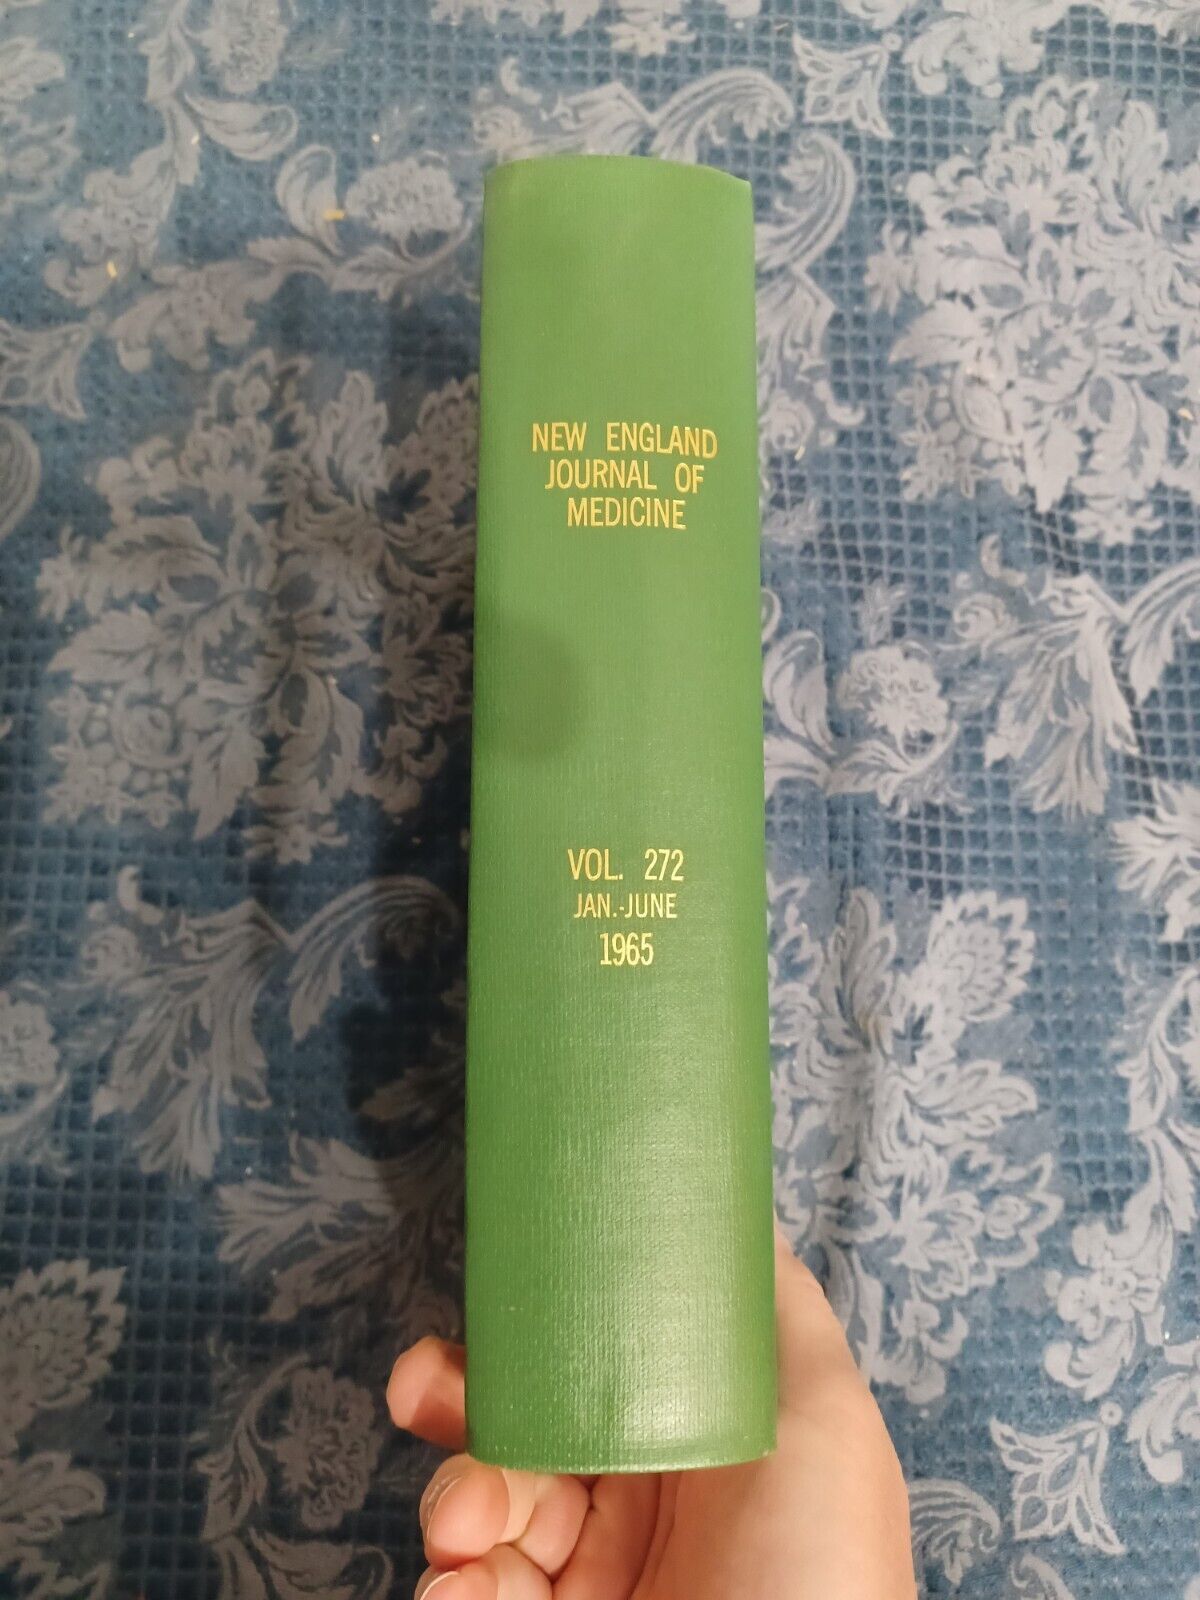 NEW ENGLAND
JOURNAL OF
MEDICINE
VOL. 272
JAN.-JUNE
1965